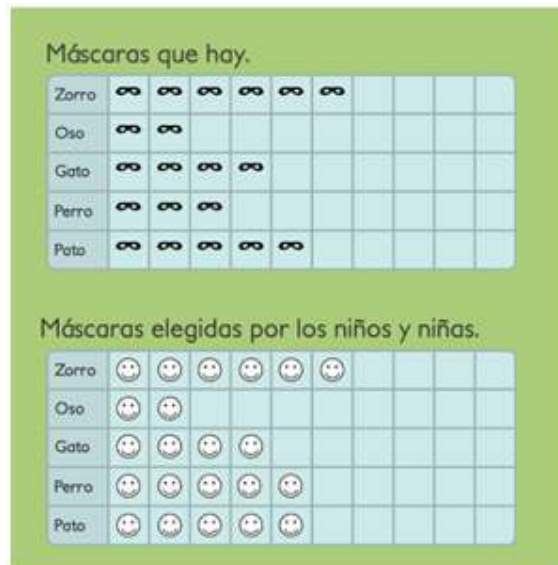 Máscaras que hay.
Zorro
Oso
Gato
Perro
Pato
Máscaras elegidas por los niños y niñas.
Zorro
Oso
Gato
Perro
Pato